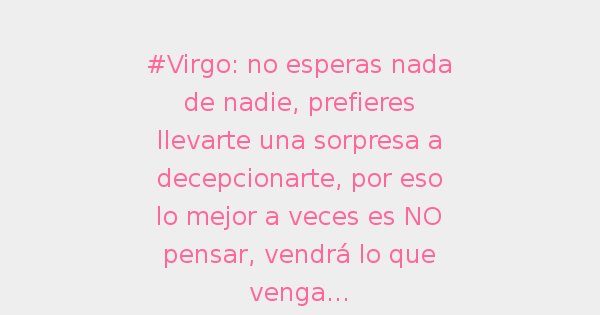 #Virgo: no esperas nada
de nadie, prefieres
llevarte una sorpresa a
decepcionarte, por eso
lo mejor a veces es NO
pensar, vendrá lo que
venga...